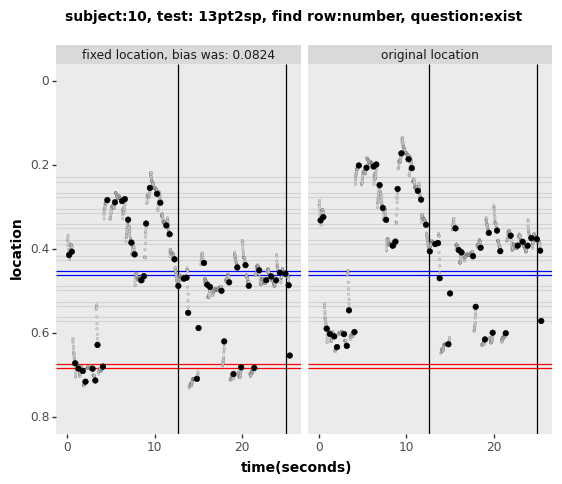 subject:10, test: 13pt2sp, find row:number, question:exist
fixed location, bias was: 0.0824
original location
0
0.2
0.4
0.6
0.8
location
0 10 20 0 10 20
time(seconds)